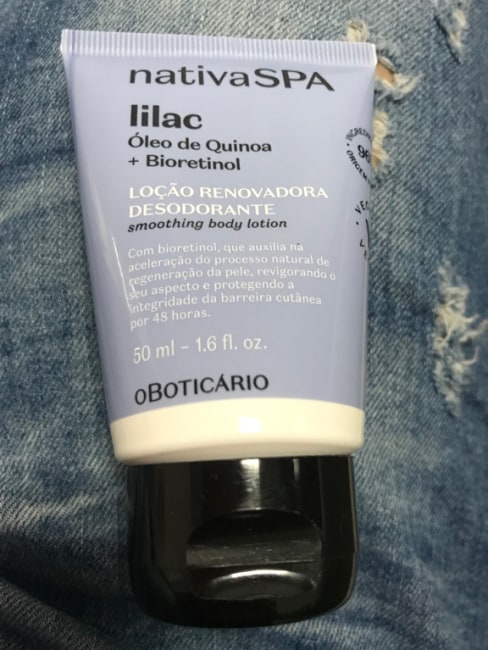 nativaSPA
lilac
Óleo de Quinoa
+ Bioretinol
LOÇÃO RENOVADORA
DESODORANTE
smoothing body lotion
Com bioretinol, que auxilia na
aceleração do processo natural de
regeneração da pele, revigorando o
seu aspecto e protegendo a
integridade da barreira cutânea
por 48 horas.
50 ml - 1.6 fl. oz.
oBOTICÁRIO